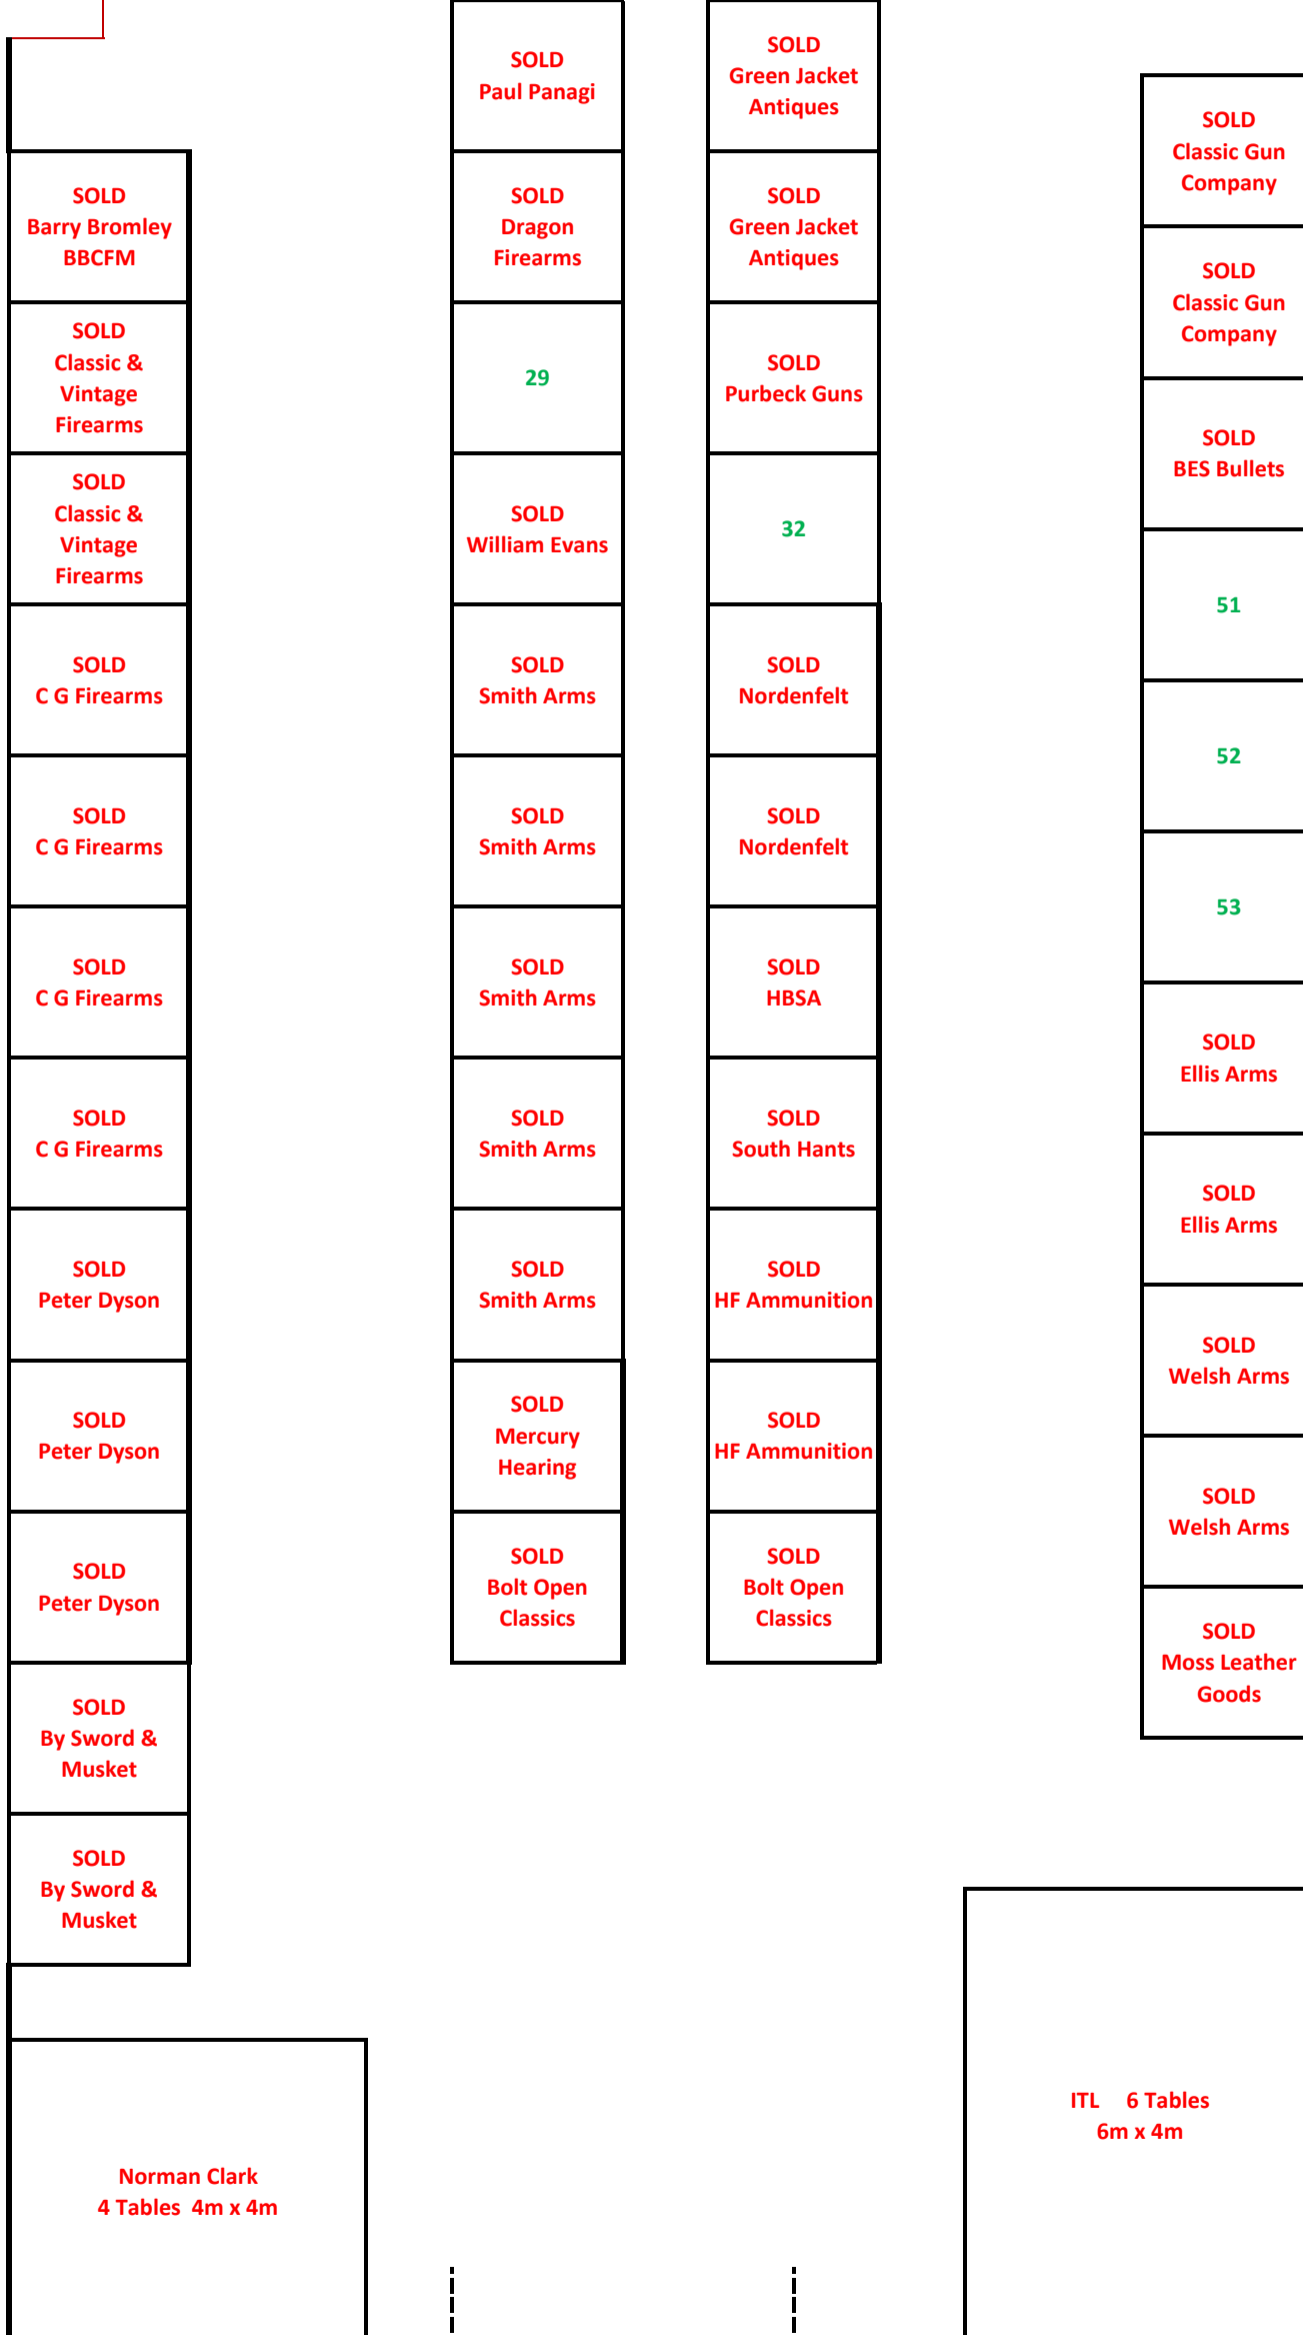 SOLD
Barry Bromley
BBCFM
SOLD
Classic &
Vintage
Firearms
SOLD
Classic &
Vintage
Firearms
SOLD
C G Firearms
SOLD
C G Firearms
SOLD
C G Firearms
SOLD
C G Firearms
SOLD
Peter Dyson
SOLD
Peter Dyson
SOLD
Peter Dyson
SOLD
By Sword &
Musket
SOLD
By Sword &
Musket
Norman Clark
4 Tables 4m x 4m
SOLD
Paul Panagi
SOLD
Dragon
Firearms
29
SOLD
William Evans
SOLD
Smith Arms
SOLD
Smith Arms
SOLD
Smith Arms
SOLD
Smith Arms
SOLD
Smith Arms
SOLD
Mercury
Hearing
SOLD
Bolt Open
Classics
SOLD
Green Jacket
Antiques
SOLD
Green Jacket
Antiques
SOLD
Purbeck Guns
32
SOLD
Nordenfelt
SOLD
Nordenfelt
SOLD
HBSA
SOLD
South Hants
SOLD
HF Ammunition
SOLD
HF Ammunition
SOLD
Bolt Open
Classics
SOLD
Classic Gun
Company
SOLD
Classic Gun
Company
SOLD
BES Bullets
51
52
53
SOLD
Ellis Arms
SOLD
Ellis Arms
SOLD
Welsh Arms
SOLD
Welsh Arms
SOLD
Moss Leather
Goods
ITL 6 Tables
6m x 4m